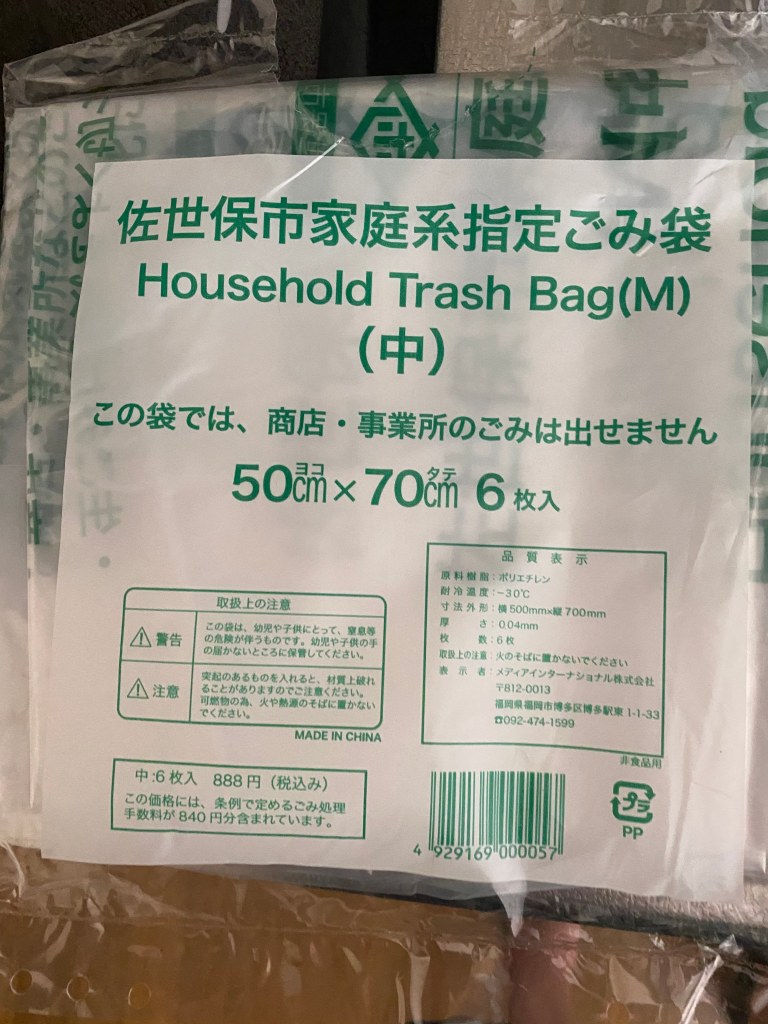 佐世保市家庭系指定ごみ袋
Household Trash Bag(M)
（中）
この袋では、商店・事業所のごみは出せません
50㎝ヨコ×70㎝タテ 6枚入
取扱上の注意
⚠警告
この袋は、幼児や子供にとって、窒息等
の危険が伴うものです。幼児や子供の手
の届かないところに保管してください。
⚠注意
突起のあるものを入れると、材質上破れ
ることがありますのでご注意ください。
可燃物の為、火や熱源のそばに置かない
でください。
MADE IN CHINA
品質表示
原料樹脂：ポリエチレン
耐冷温度：−30℃
寸法外形：横500mm×縦700mm
厚さ：0.04mm
枚数：6枚
取扱上の注意：火のそばに置かないでください
表示者：メディアインターナショナル株式会社
〒812-0013
福岡県福岡市博多区博多駅東 1-1-33
☎092-474-1599
非食品用
中:6枚入 888円（税込み）
この価格には、条例で定めるごみ処理
手数料が840円分含まれています。
4 929169 000057
プラ
PP